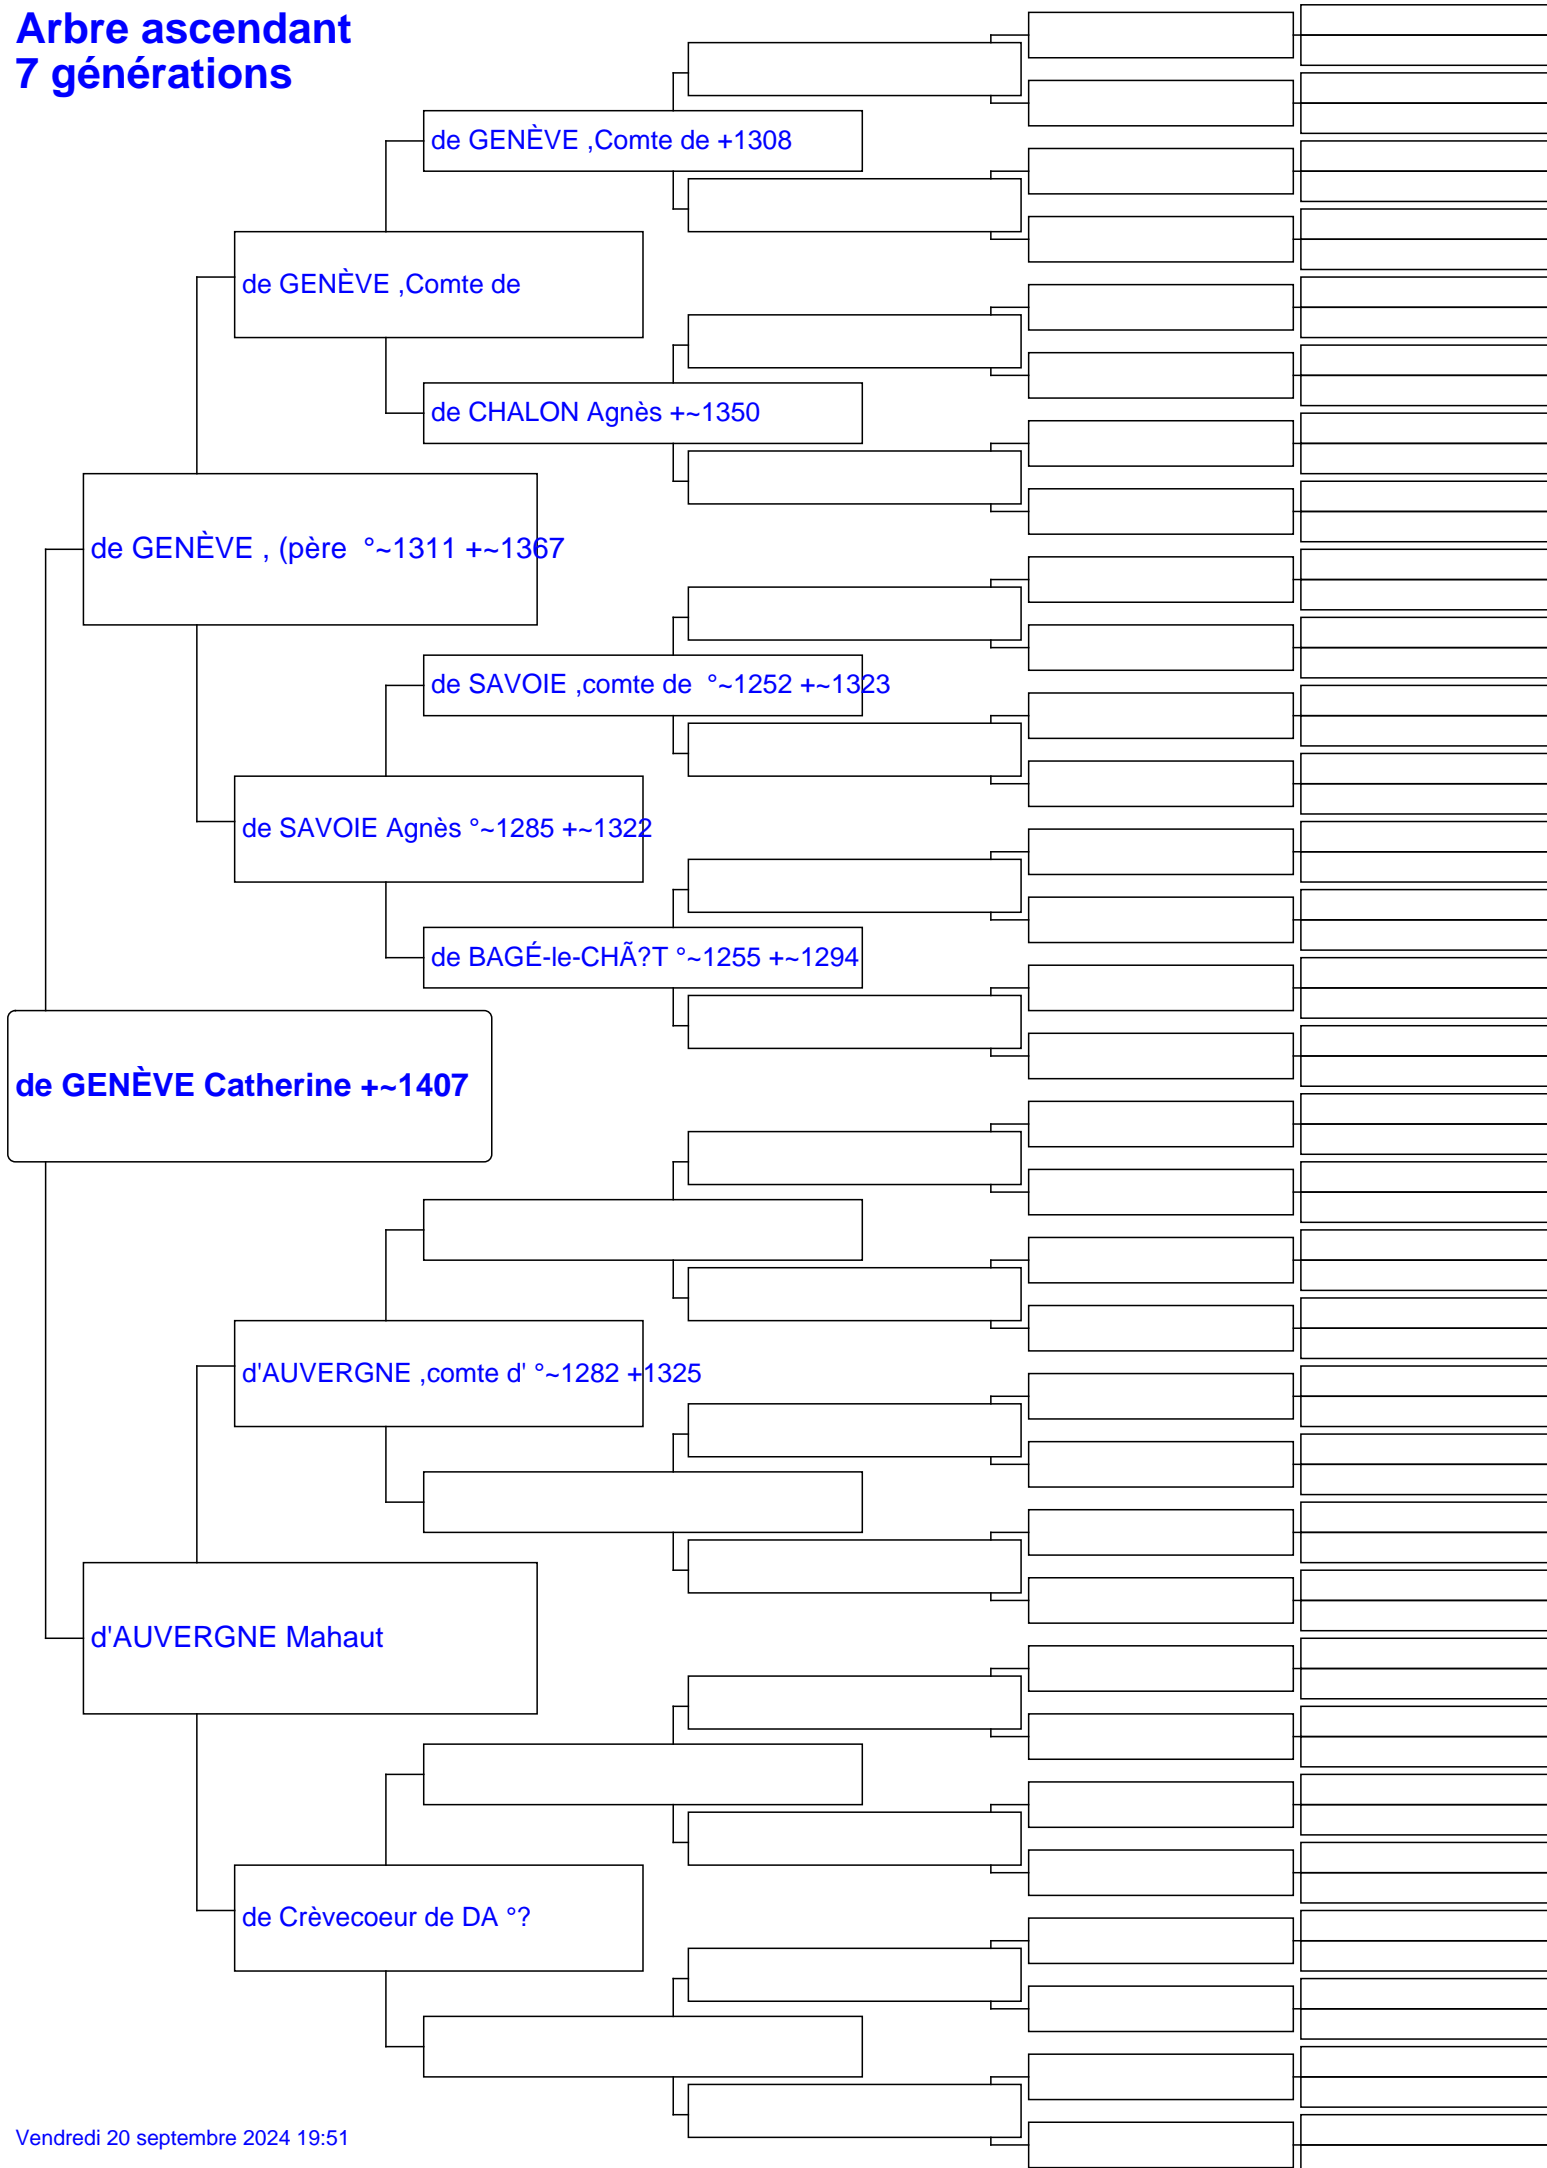 Arbre ascendant
7 générations
de GENÈVE ,Comte de +1308
de GENÈVE ,Comte de
de CHALON Agnès +~1350
de GENÈVE , (père  °~1311 +~1367
de SAVOIE ,comte de  °~1252 +~1323
de SAVOIE Agnès °~1285 +~1322
de BAGÉ-le-CHÃ?T °~1255 +~1294
de GENÈVE Catherine +~1407
d'AUVERGNE ,comte d' °~1282 +1325
d'AUVERGNE Mahaut
de Crèvecoeur de DA °?
Vendredi 20 septembre 2024 19:51